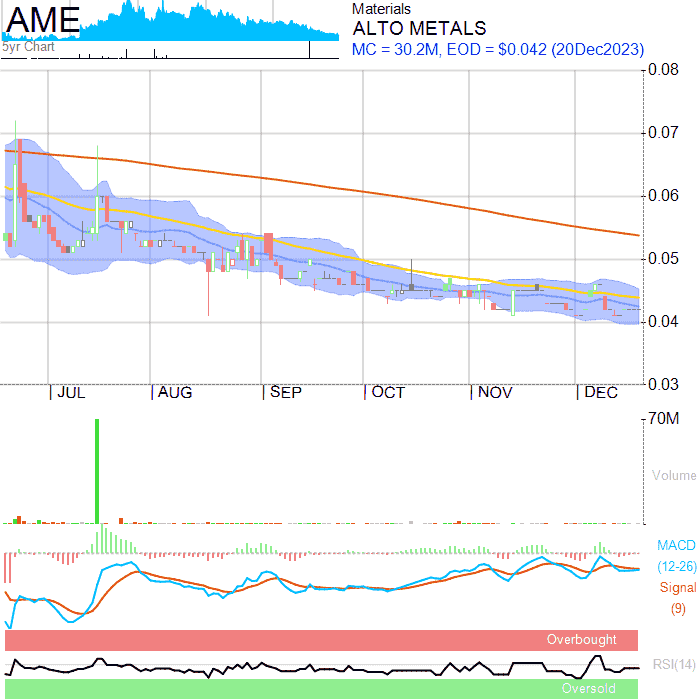 AME
5yr Chart
Materials
ALTO METALS
MC = 30.2M, EOD = $0.042 (20Dec2023)
0.08
0.07
0.06
0.05
0.04
0.03
JUL AUG SEP OCT NOV DEC
70M
Volume
MACD
(12-26)
Signal
(9)
Overbought
RSI(14)
Oversold